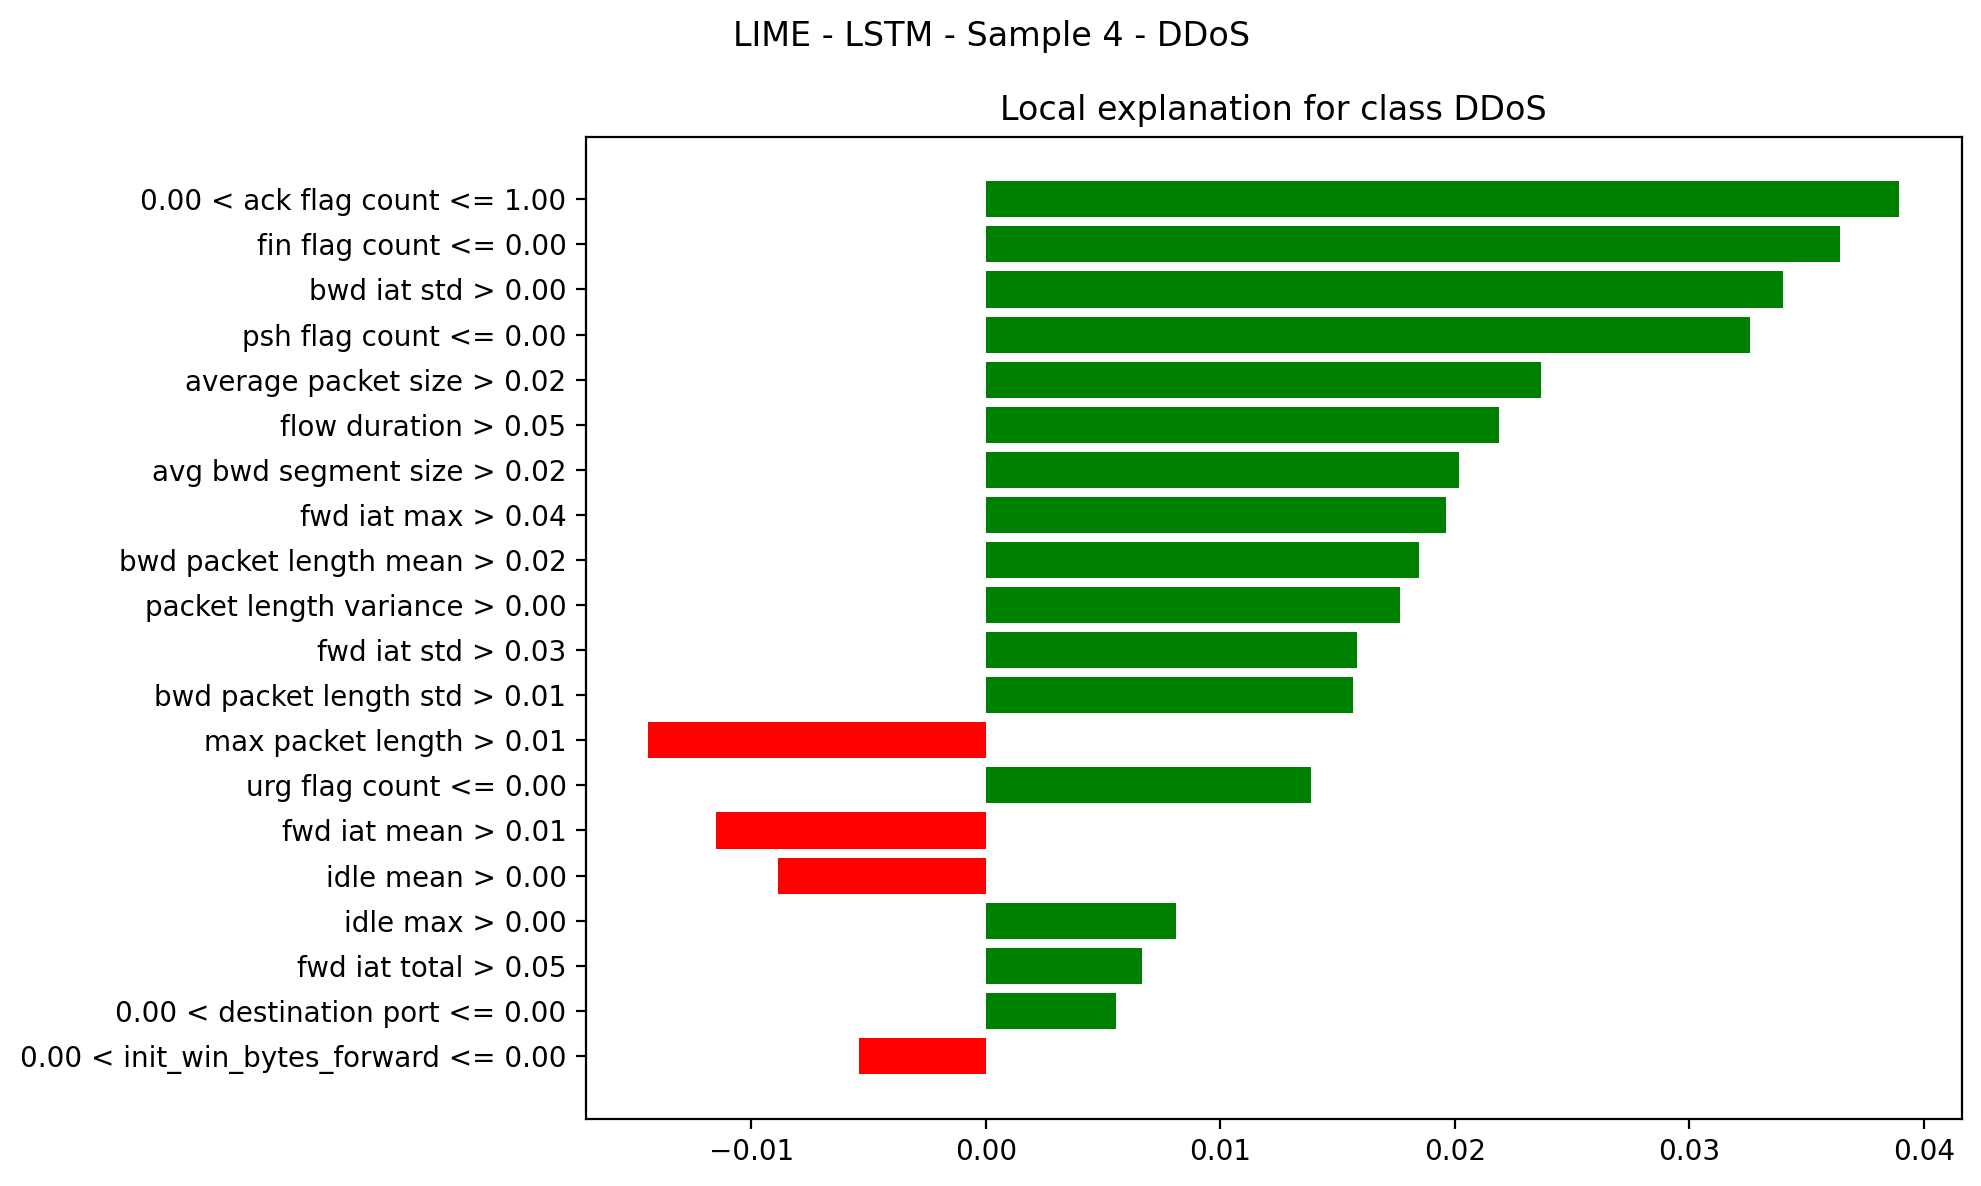 LIME - LSTM - Sample 4 - DDoS
Local explanation for class DDoS
0.00 < ack flag count <= 1.00
fin flag count <= 0.00
bwd iat std > 0.00
psh flag count <= 0.00
average packet size > 0.02
flow duration > 0.05
avg bwd segment size > 0.02
fwd iat max > 0.04
bwd packet length mean > 0.02
packet length variance > 0.00
fwd iat std > 0.03
bwd packet length std > 0.01
max packet length > 0.01
urg flag count <= 0.00
fwd iat mean > 0.01
idle mean > 0.00
idle max > 0.00
fwd iat total > 0.05
0.00 < destination port <= 0.00
0.00 < init_win_bytes_forward <= 0.00
−0.01 0.00 0.01 0.02 0.03 0.04